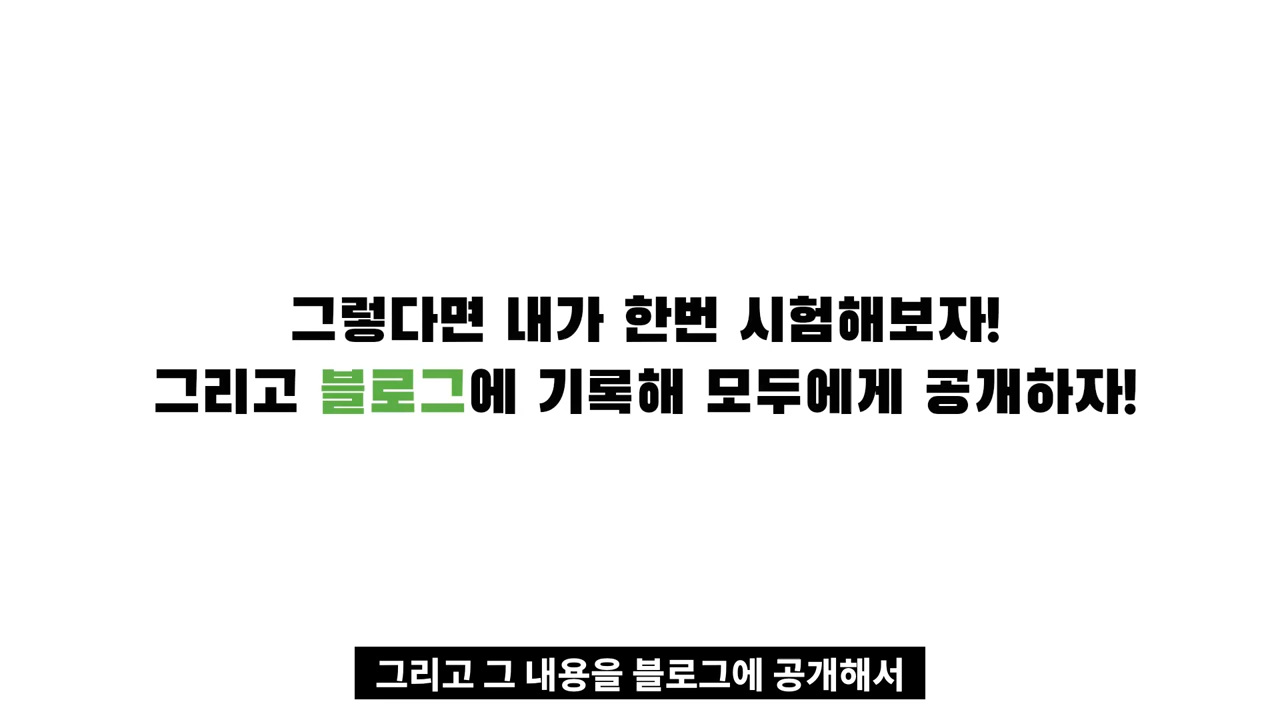 그렇다면 내가 한번 시험해보자!
그리고 블로그에 기록해 모두에게 공개하자!
그리고 그 내용을 블로그에 공개해서